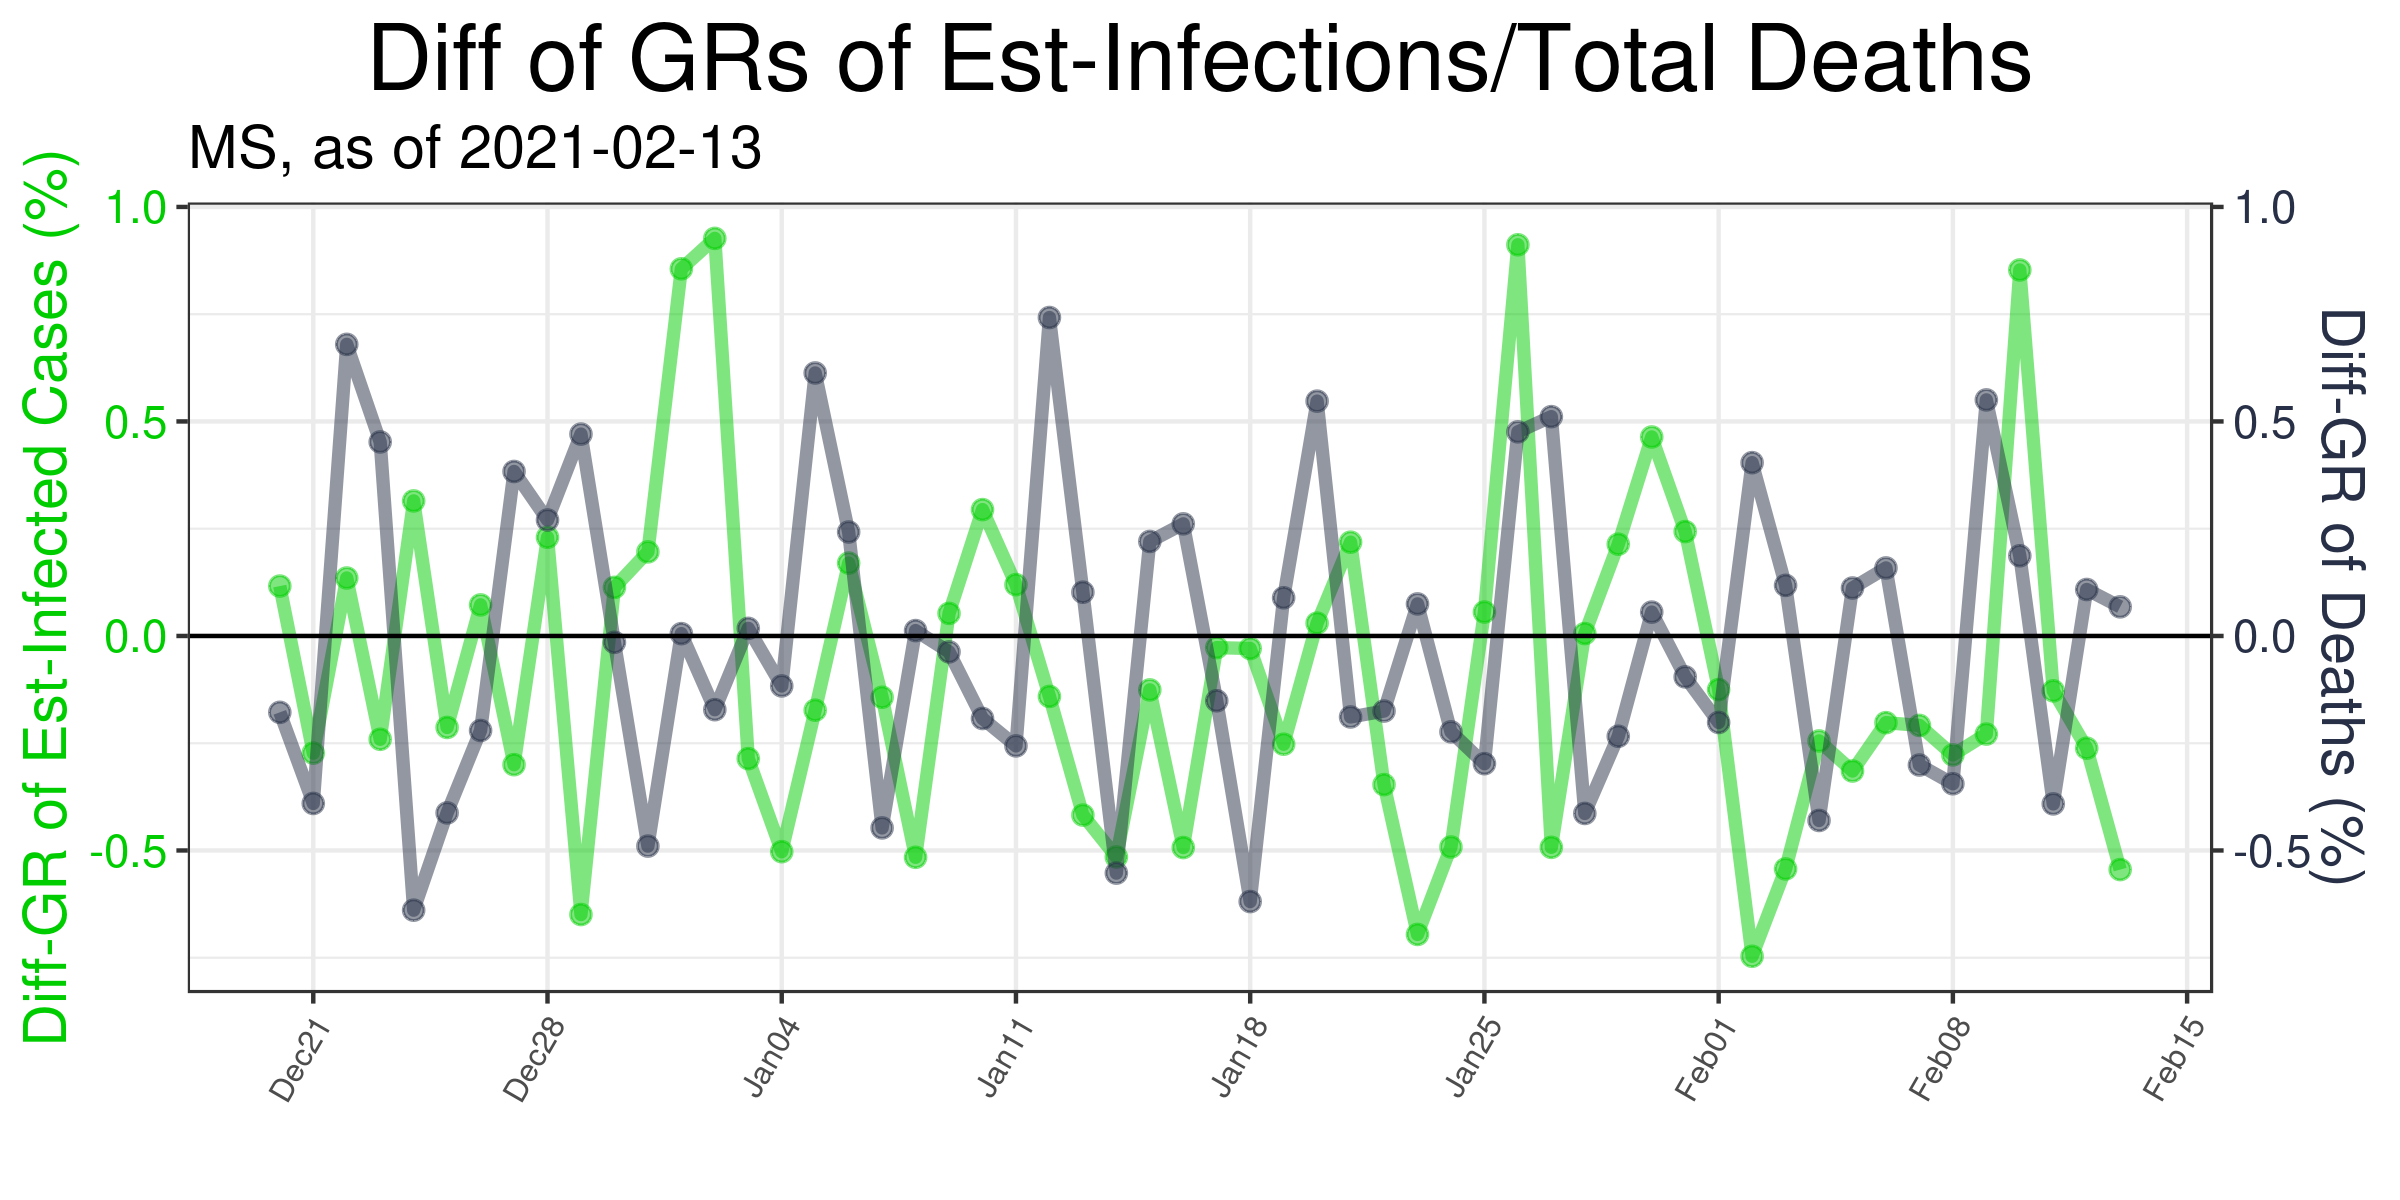 Diff of GRs of Est-Infections/Total Deaths
MS, as of 2021-02-13
Diff-GR of Est-Infected Cases (%)
1.0
0.5
0.0
-0.5
1.0
0.5
0.0
-0.5
Diff-GR of Deaths (%)
Dec21
Dec28
Jan04
Jan11
Jan18
Jan25
Feb01
Feb08
Feb15